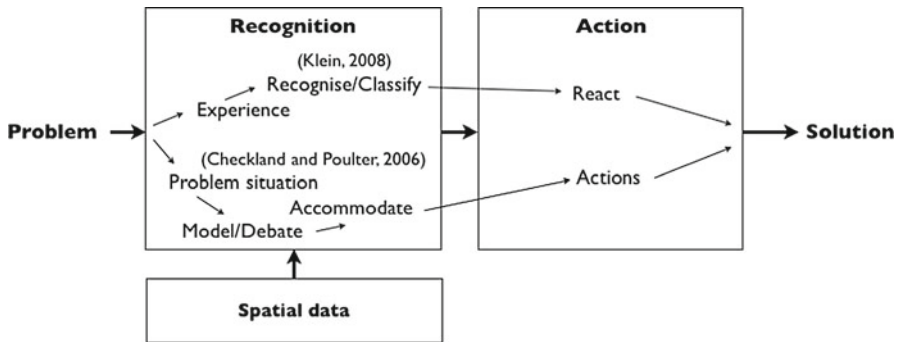 Recognition
Action
(Klein, 2008)
Recognise/Classify
React
Experience
Problem
Solution
(Checkland and Poulter, 2006)
Problem situation
Actions
Accommodate
Model/Debate
Spatial data